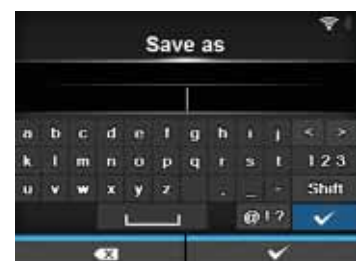 Save as
a b c d e f g h i j < >
k l m n o p q r s t 123
u v w x y z . _ - Shift
@!?